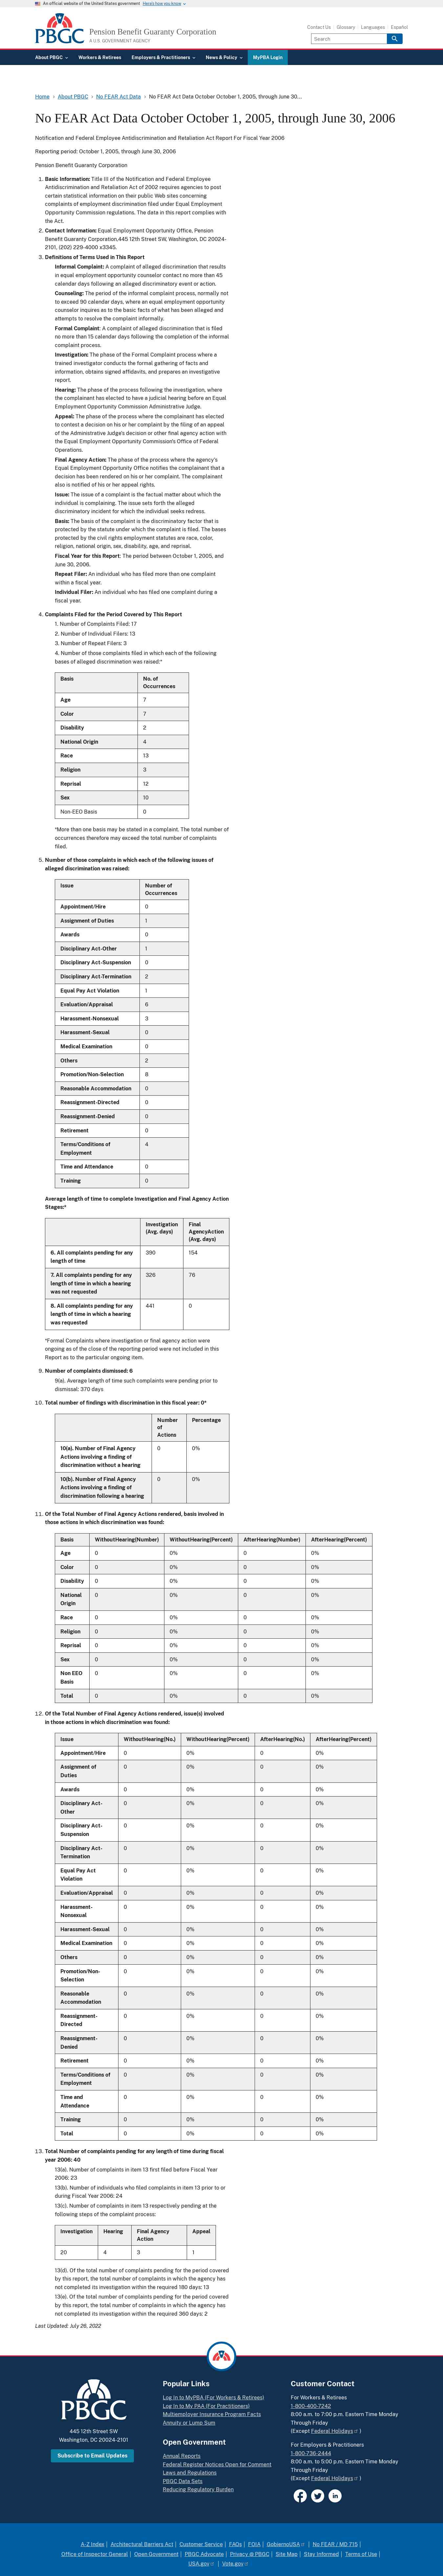 An official website of the United States government Here's how you know
PBGC Pension Benefit Guaranty Corporation
A U.S. GOVERNMENT AGENCY
Contact Us Glossary Languages Español
Search
About PBGC Workers & Retirees Employers & Practitioners News & Policy MyPBA Login
Home About PBGC No FEAR Act Data No FEAR Act Data October October 1, 2005, through June 30...
No FEAR Act Data October October 1, 2005, through June 30, 2006
Notification and Federal Employee Antidiscrimination and Retaliation Act Report For Fiscal Year 2006
Reporting period: October 1, 2005, through June 30, 2006
Pension Benefit Guaranty Corporation
1. Basic Information: Title III of the Notification and Federal Employee
Antidiscrimination and Retaliation Act of 2002 requires agencies to post
certain statistical information on their public Web sites concerning
complaints of employment discrimination filed under Equal Employment
Opportunity Commission regulations. The data in this report complies with
the Act.
2. Contact Information: Equal Employment Opportunity Office, Pension
Benefit Guaranty Corporation,445 12th Street SW, Washington, DC 20024-
2101, (202) 229-4000 x3345.
3. Definitions of Terms Used in This Report
Informal Complaint: A complaint of alleged discrimination that results
in equal employment opportunity counselor contact no more than 45
days following an alleged discriminatory event or incident.
Counseling: The period of the informal complaint process, normally not
to exceed 90 calendar days, where an equal employment opportunity
counselor inquires as to the basic facts of what has been alleged and
attempts to resolve the complaint informally.
Formal Complaint: A complaint of alleged discrimination that is filed
no more than 15 calendar days following the completion of the informal
complaint process.
Investigation: The phase of the Formal Complaint process where a
trained investigator conducts the formal gathering of facts and
information, obtains signed affidavits, and prepares an investigative
report.
Hearing: The phase of the process following the investigation, where
the complainant has elected to have a judicial hearing before an Equal
Employment Opportunity Commission Administrative Judge.
Appeal: The phase of the process where the complainant has elected
to contest a decision on his or her complaint by the filing of an appeal
of the Administrative Judge's decision or other final agency action with
the Equal Employment Opportunity Commission's Office of Federal
Operations.
Final Agency Action: The phase of the process where the agency's
Equal Employment Opportunity Office notifies the complainant that a
decision has been rendered on his or her complaint. The complainant
also is notified of his or her appeal rights.
Issue: The issue of a complaint is the factual matter about which the
individual is complaining. The issue of the complaint provides
insight into how alleged discriminatory conduct seeks redress.
Basis: The basis of the complaint is the discriminatory factor that is
protected by the statute under which the complaint is filed. The bases
protected by the civil rights employment statutes are race, color,
religion, national origin, sex, disability, age, and reprisal.
Fiscal Year for this Report: The period between October 1, 2005, and
June 30, 2006.
Repeat Filer: An individual who has filed more than one complaint
within a fiscal year.
Individual Filer: An individual who has filed one complaint during a
fiscal year.
4. Complaints Filed for the Period Covered by This Report
1. Number of Complaints Filed: 17
2. Number of Individual Filers: 13
3. Number of Repeat Filers: 3
4. Number of those complaints filed in which each of the following
bases of alleged discrimination was raised:*
Basis No. of
Occurrences
Age 7
Color 7
Disability 2
National Origin 4
Race 13
Religion 3
Reprisal 12
Sex 10
Non-EEO Basis 0
*More than one basis may be stated in a complaint. The total number of
occurrences therefore may exceed the total number of complaints
filed.
5. Number of those complaints in which each of the following issues of
alleged discrimination was raised:
Issue Number of
Occurrences
Appointment/Hire 0
Assignment of Duties 1
Awards 0
Disciplinary Act-Other 1
Disciplinary Act-Suspension 0
Disciplinary Act-Termination 2
Equal Pay Act Violation 1
Evaluation/Appraisal 6
Harassment-Nonsexual 3
Harassment-Sexual 0
Medical Examination 0
Others 2
Promotion/Non-Selection 8
Reasonable Accommodation 0
Reassignment-Directed 0
Reassignment-Denied 0
Retirement 0
Terms/Conditions of
Employment 4
Time and Attendance 0
Training 0
Average length of time to complete Investigation and Final Agency Action
Stages:*
Investigation
(Avg. days) Final
AgencyAction
(Avg. days)
6. All complaints pending for any
length of time 390 154
7. All complaints pending for any
length of time in which a hearing
was not requested 326 76
8. All complaints pending for any
length of time in which a hearing
was requested 441 0
*Formal Complaints where investigation or final agency action were
ongoing as of the close of the reporting period were not included in this
Report as to the particular ongoing item.
9. Number of complaints dismissed: 6
9(a). Average length of time such complaints were pending prior to
dismissal: 370 days
10. Total number of findings with discrimination in this fiscal year: 0*
Number
of
Actions Percentage
10(a). Number of Final Agency
Actions involving a finding of
discrimination without a hearing 0 0%
10(b). Number of Final Agency
Actions involving a finding of
discrimination following a hearing 0 0%
11. Of the Total Number of Final Agency Actions rendered, basis involved in
those actions in which discrimination was found:
Basis WithoutHearing(Number) WithoutHearing(Percent) AfterHearing(Number) AfterHearing(Percent)
Age 0 0% 0 0%
Color 0 0% 0 0%
Disability 0 0% 0 0%
National
Origin 0 0% 0 0%
Race 0 0% 0 0%
Religion 0 0% 0 0%
Reprisal 0 0% 0 0%
Sex 0 0% 0 0%
Non EEO
Basis 0 0% 0 0%
Total 0 0% 0 0%
12. Of the Total Number of Final Agency Actions rendered, issue(s) involved
in those actions in which discrimination was found:
Issue WithoutHearing(No.) WithoutHearing(Percent) AfterHearing(No.) AfterHearing(Percent)
Appointment/Hire 0 0% 0 0%
Assignment of
Duties 0 0% 0 0%
Awards 0 0% 0 0%
Disciplinary Act-
Other 0 0% 0 0%
Disciplinary Act-
Suspension 0 0% 0 0%
Disciplinary Act-
Termination 0 0% 0 0%
Equal Pay Act
Violation 0 0% 0 0%
Evaluation/Appraisal 0 0% 0 0%
Harassment-
Nonsexual 0 0% 0 0%
Harassment-Sexual 0 0% 0 0%
Medical Examination 0 0% 0 0%
Others 0 0% 0 0%
Promotion/Non-
Selection 0 0% 0 0%
Reasonable
Accommodation 0 0% 0 0%
Reassignment-
Directed 0 0% 0 0%
Reassignment-
Denied 0 0% 0 0%
Retirement 0 0% 0 0%
Terms/Conditions of
Employment 0 0% 0 0%
Time and
Attendance 0 0% 0 0%
Training 0 0% 0 0%
Total 0 0% 0 0%
13. Total Number of complaints pending for any length of time during fiscal
year 2006: 40
13(a). Number of complaints in item 13 first filed before Fiscal Year
2006: 23
13(b). Number of individuals who filed complaints in item 13 prior to or
during Fiscal Year 2006: 24
13(c). Number of complaints in item 13 respectively pending at the
following steps of the complaint process:
Investigation Hearing Final Agency
Action Appeal
20 4 3 1
13(d). Of the total number of complaints pending for the period covered
by this report, the total number in which an investigation was not
completed was investigations within the required 180 days: 13
13(e). Of the total number of complaints pending for the period covered
by this report, the total number in which an investigation was not
completed was not investigations within the required 360 days: 2
Last Updated: July 26, 2022
PBGC
445 12th Street SW
Washington, DC 20024-2101
Subscribe to Email Updates
Popular Links
Log In to MyPBA (For Workers & Retirees)
Log In to My PAA (For Practitioners)
Multiemployer Insurance Program Facts
Annuity or Lump Sum
Open Government
Annual Reports
Federal Register Notices Open for Comment
Laws and Regulations
PBGC Data Sets
Reducing Regulatory Burden
Customer Contact
For Workers & Retirees
1-800-400-7242
8:00 a.m. to 7:00 p.m. Eastern Time Monday
Through Friday
(Except Federal Holidays )
For Employers & Practitioners
1-800-736-2444
8:00 a.m. to 5:00 p.m. Eastern Time Monday
Through Friday
(Except Federal Holidays )
A-Z Index | Architectural Barriers Act | Customer Service | FAQs | FOIA | GobiernoUSA | No FEAR / MD 715 |
Office of Inspector General | Open Government | PBGC Advocate | Privacy @ PBGC | Site Map | Stay Informed | Terms of Use |
USA.gov | Vote.gov